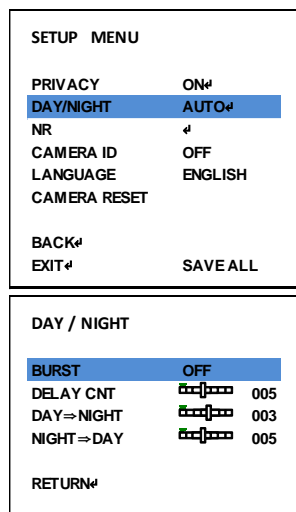 SETUP MENU
PRIVACY ON↵
DAY/NIGHT AUTO↵
NR ↵
CAMERA ID OFF
LANGUAGE ENGLISH
CAMERA RESET
BACK↵
EXIT↵ SAVE ALL
DAY / NIGHT
BURST OFF
DELAY CNT 005
DAY⇒NIGHT 003
NIGHT⇒DAY 005
RETURN↵